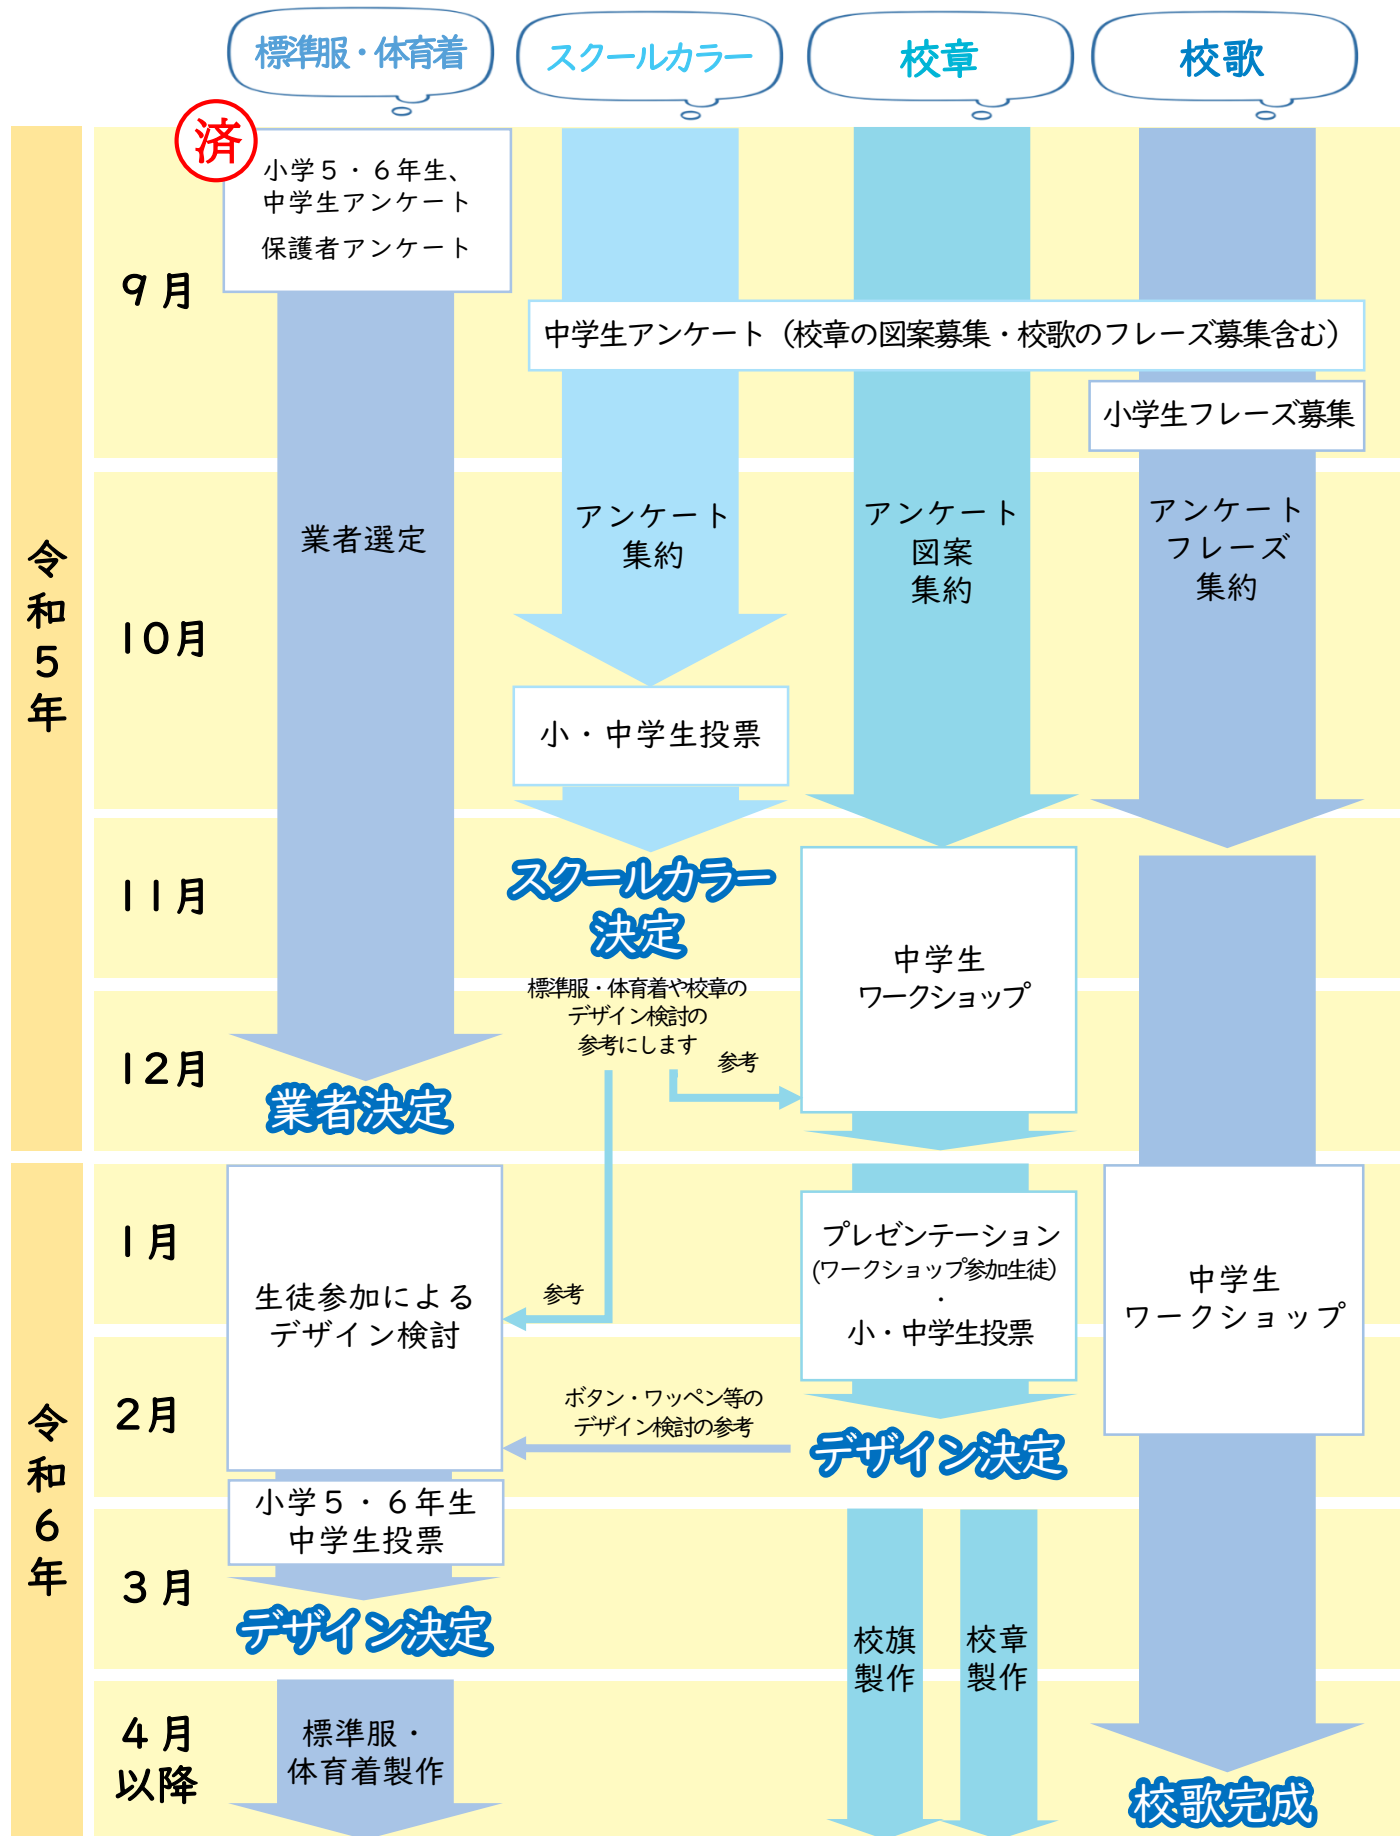 標準服・体育着
スクールカラー
校章
校歌
令和5年
9月
済
小学5・6年生、
中学生アンケート
保護者アンケート
中学生アンケート（校章の図案募集・校歌のフレーズ募集含む）
小学生フレーズ募集
10月
業者選定
アンケート
集約
アンケート
図案
集約
アンケート
フレーズ
集約
小・中学生投票
11月
スクールカラー
決定
標準服・体育着や校章の
デザイン検討の
参考にします
参考
中学生
ワークショップ
12月
業者決定
令和6年
1月
生徒参加による
デザイン検討
参考
プレゼンテーション
(ワークショップ参加生徒)
・
小・中学生投票
中学生
ワークショップ
2月
ボタン・ワッペン等の
デザイン検討の参考
デザイン決定
小学5・6年生
中学生投票
3月
デザイン決定
校旗
製作
校章
製作
4月
以降
標準服・
体育着製作
校歌完成